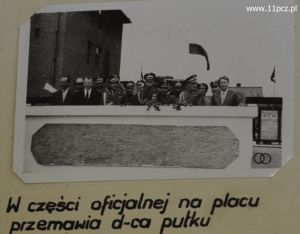 www.11pcz.pl
W części oficjalnej na placu
przemawia d-ca pułku